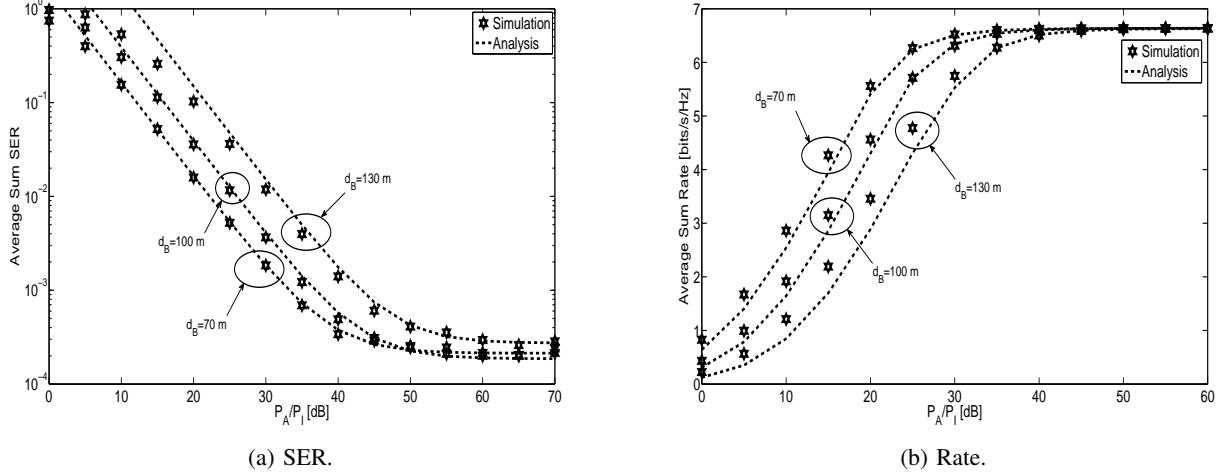 Average Sum SER
10^0
10^-1
10^-2
10^-3
10^-4
0
10
20
30
40
50
60
70
P_A/P_I [dB]
Simulation
Analysis
d_B=130 m
d_B=100 m
d_B=70 m
(a) SER.
Average Sum Rate [bits/s/Hz]
7
6
5
4
3
2
1
0
0
10
20
30
40
50
60
P_A/P_I [dB]
Simulation
Analysis
d_B=70 m
d_B=130 m
d_B=100 m
(b) Rate.